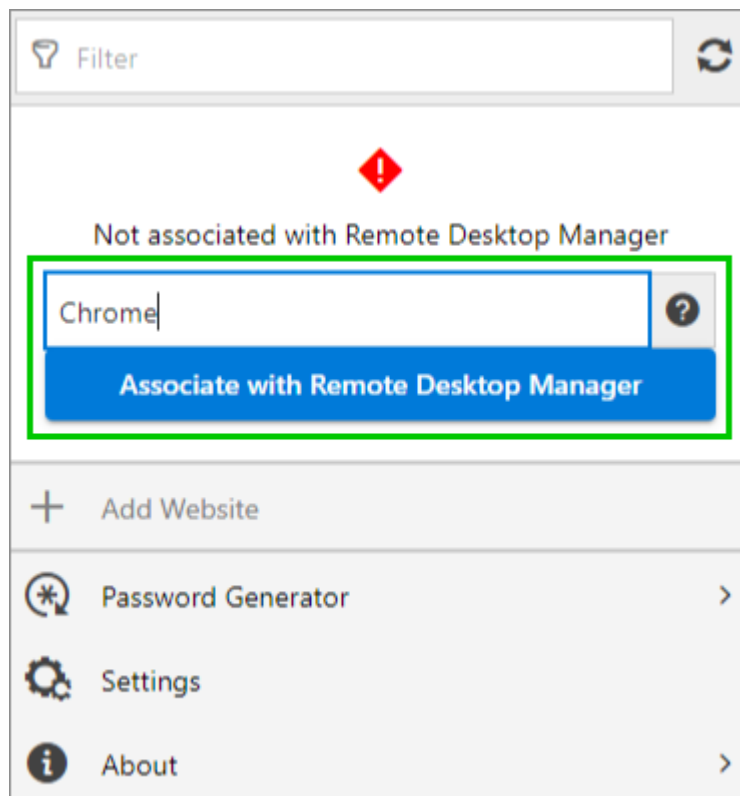 Filter
Not associated with Remote Desktop Manager
Chrome
Associate with Remote Desktop Manager
Add Website
Password Generator
Settings
About